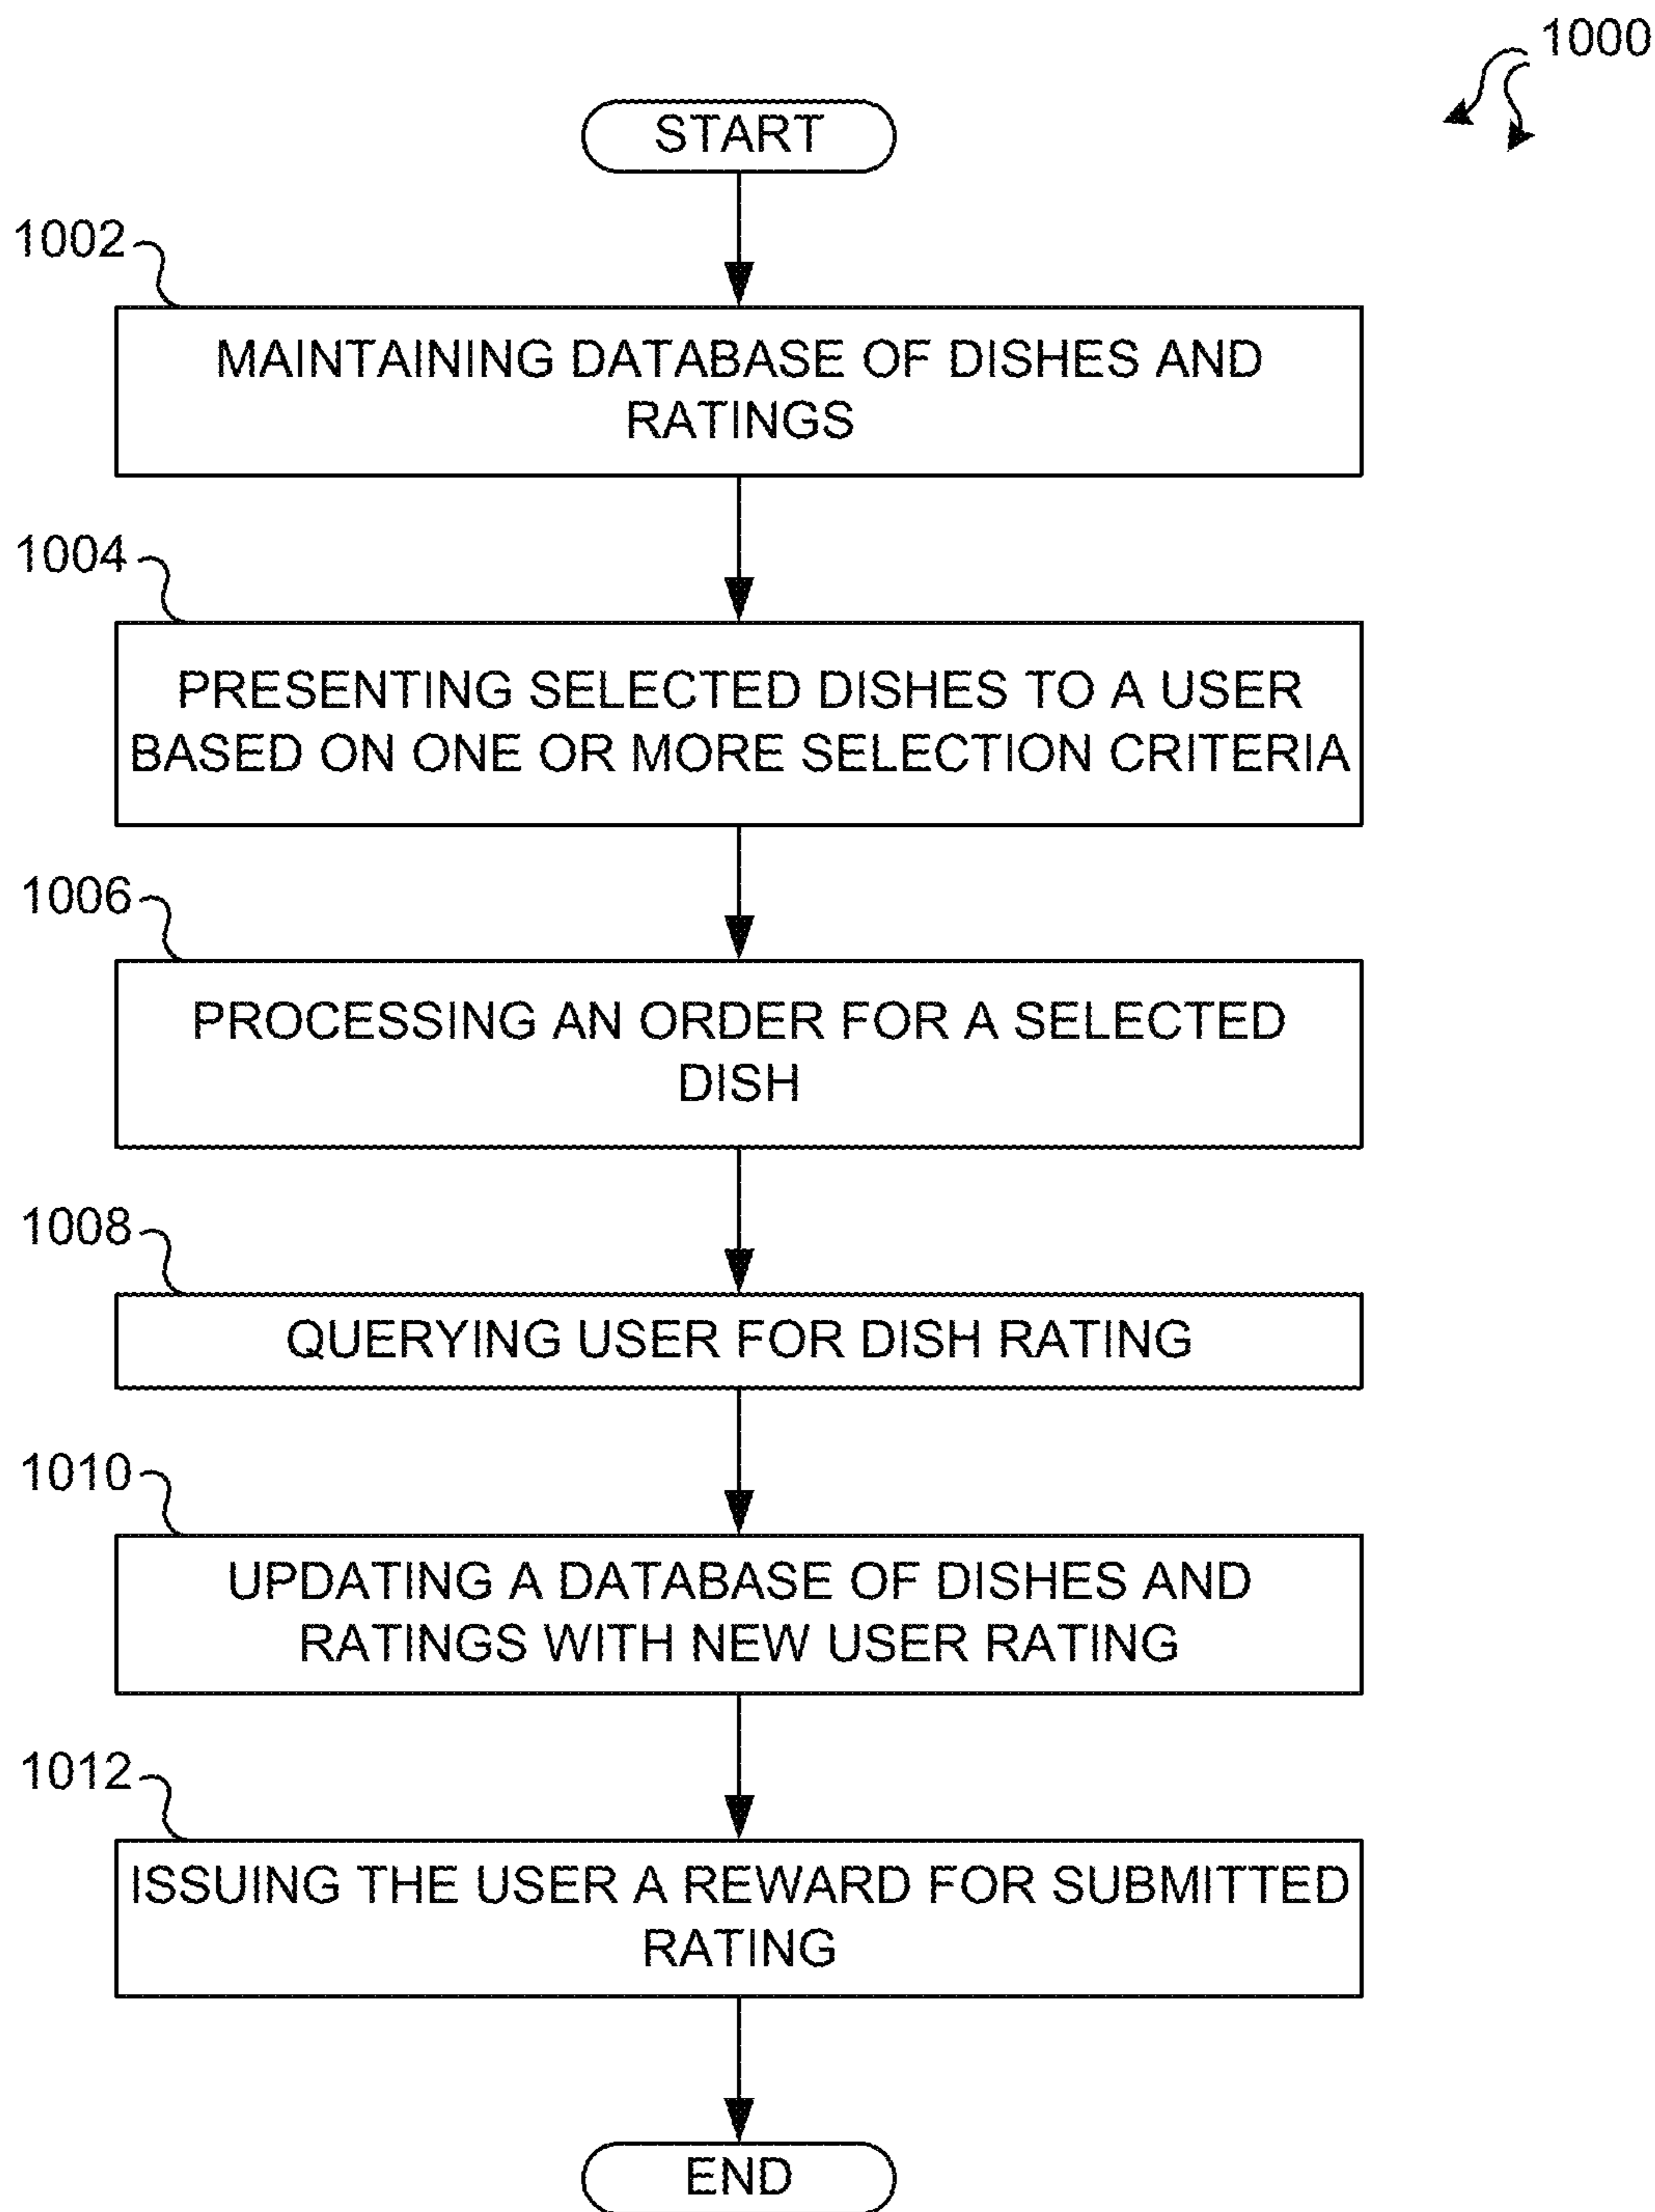 1000
START
1002
MAINTAINING DATABASE OF DISHES AND
RATINGS
1004
PRESENTING SELECTED DISHES TO A USER
BASED ON ONE OR MORE SELECTION CRITERIA
1006
PROCESSING AN ORDER FOR A SELECTED
DISH
1008
QUERYING USER FOR DISH RATING
1010
UPDATING A DATABASE OF DISHES AND
RATINGS WITH NEW USER RATING
1012
ISSUING THE USER A REWARD FOR SUBMITTED
RATING
END